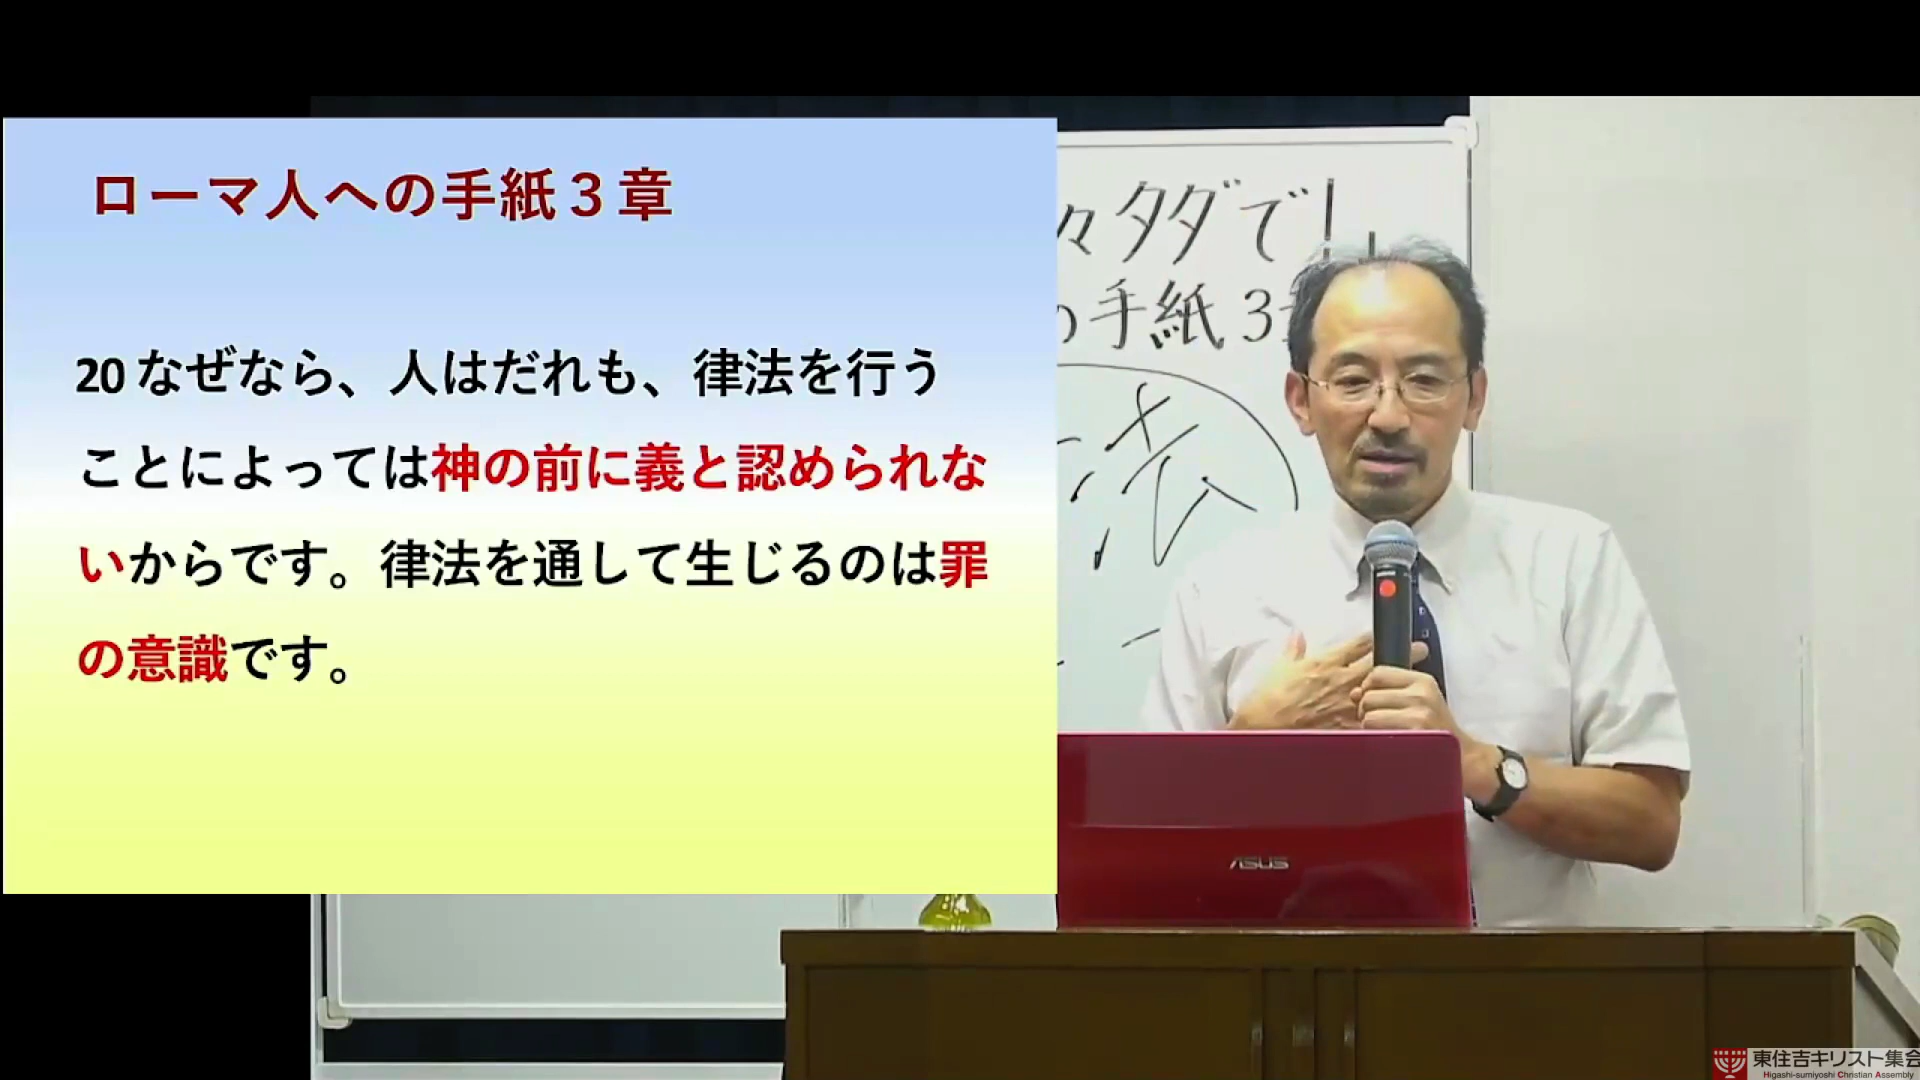 ローマ人への手紙３章
20 なぜなら、人はだれも、律法を行う
ことによっては神の前に義と認められな
いからです。律法を通して生じるのは罪
の意識です。
々タダで！」
の手紙 3章
法
ASUS
東住吉キリスト集会
Higashi-sumiyoshi Christian Assembly